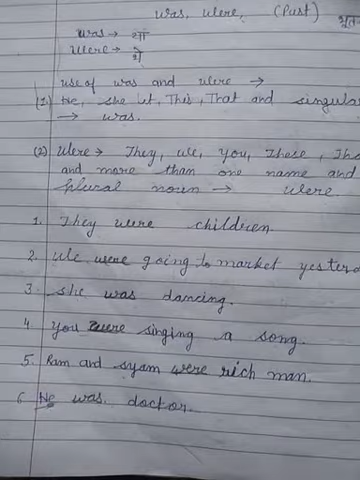 was, were, (Past) भूत
was → था
were → थे
use of was and were →
(1) He, she it, This, That and singula
→ was.
(2) Were → They, we, you, These, Tho
and more than one name and
plural noun → were
1. They were children
2. We were going to market yesterd
3. she was dancing.
4. you were singing a song.
5. Ram and syam were rich man.
6. He was. doctor.